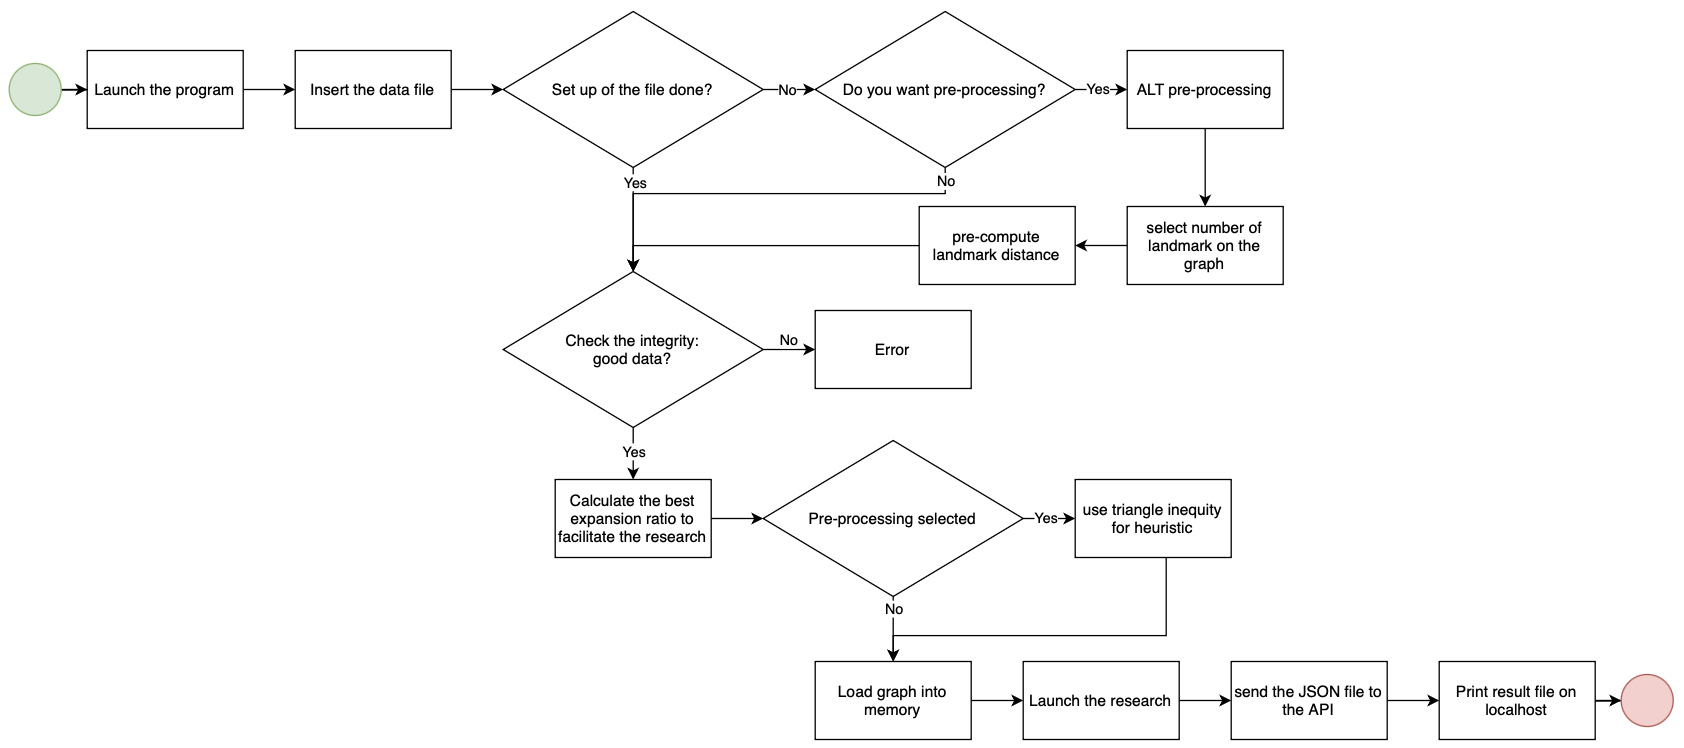 Launch the program
Insert the data file
Set up of the file done?
No
Do you want pre-processing?
Yes
ALT pre-processing
Yes
No
pre-compute
landmark distance
select number of
landmark on the
graph
Check the integrity:
good data?
No
Error
Yes
Calculate the best
expansion ratio to
facilitate the research
Pre-processing selected
Yes
use triangle inequity
for heuristic
No
Load graph into
memory
Launch the research
send the JSON file to
the API
Print result file on
localhost